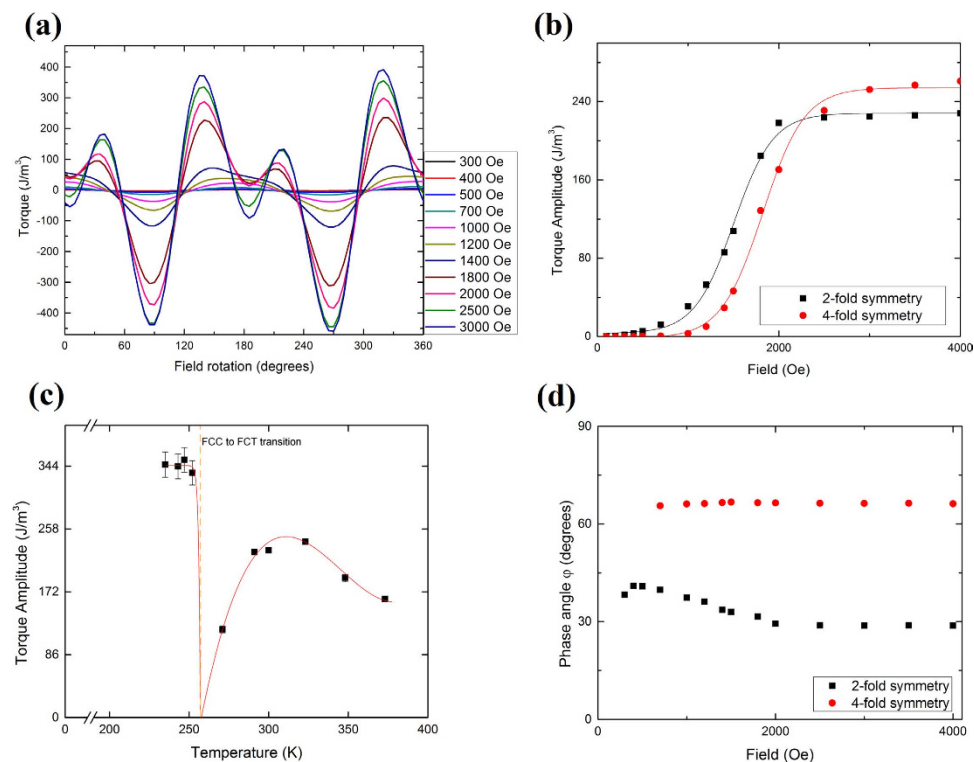 (a)
Torque (J/m³)
400
300
200
100
0
-100
-200
-300
-400
0 60 120 180 240 300 360
Field rotation (degrees)
300 Oe
400 Oe
500 Oe
700 Oe
1000 Oe
1200 Oe
1400 Oe
1800 Oe
2000 Oe
2500 Oe
3000 Oe
(b)
Torque Amplitude (J/m³)
240
160
80
0
0 2000 4000
Field (Oe)
2-fold symmetry
4-fold symmetry
(c)
FCC to FCT transition
Torque Amplitude (J/m³)
344
258
172
86
0
0 200 250 300 350 400
Temperature (K)
(d)
Phase angle φ (degrees)
90
60
30
0
0 2000 4000
Field (Oe)
2-fold symmetry
4-fold symmetry